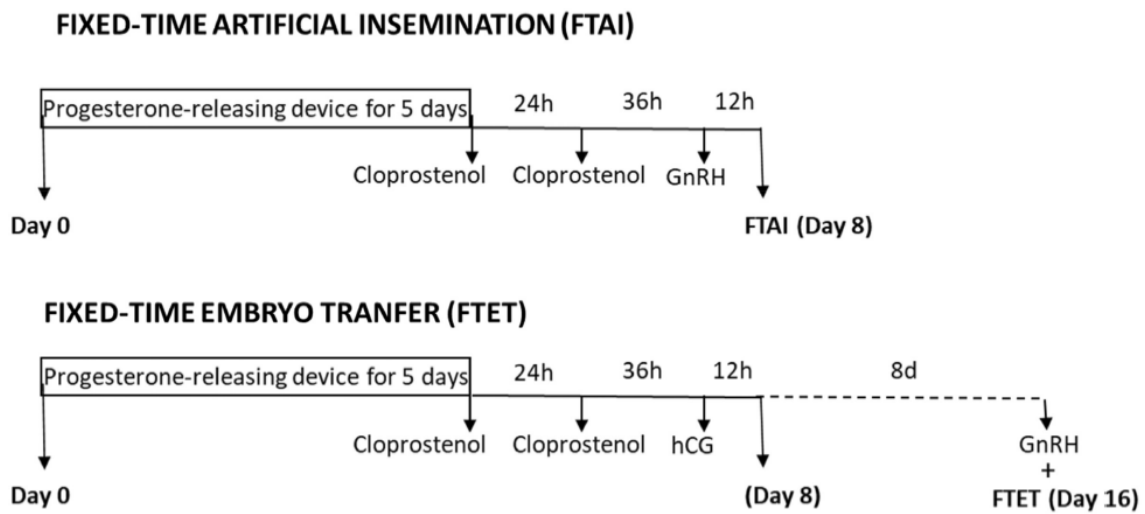 FIXED-TIME ARTIFICIAL INSEMINATION (FTAI)
Progesterone-releasing device for 5 days 24h 36h 12h
Cloprostenol Cloprostenol GnRH
Day 0 FTAI (Day 8)
FIXED-TIME EMBRYO TRANFER (FTET)
Progesterone-releasing device for 5 days 24h 36h 12h 8d
Cloprostenol Cloprostenol hCG GnRH
+
Day 0 (Day 8) FTET (Day 16)